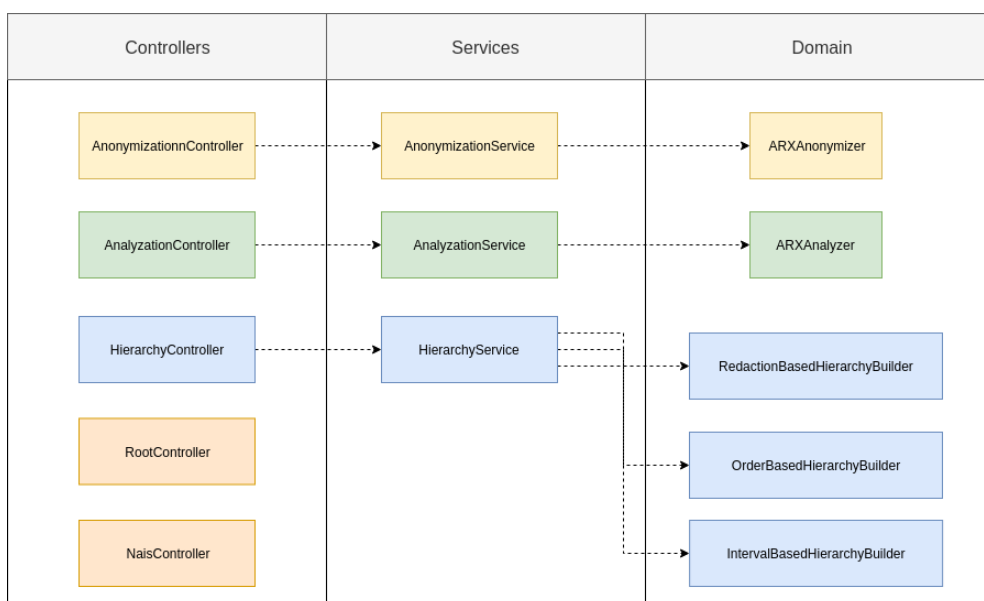 Controllers
Services
Domain
AnonymizationnController
AnonymizationService
ARXAnonymizer
AnalyzationController
AnalyzationService
ARXAnalyzer
HierarchyController
HierarchyService
RedactionBasedHierarchyBuilder
RootController
OrderBasedHierarchyBuilder
NaisController
IntervalBasedHierarchyBuilder